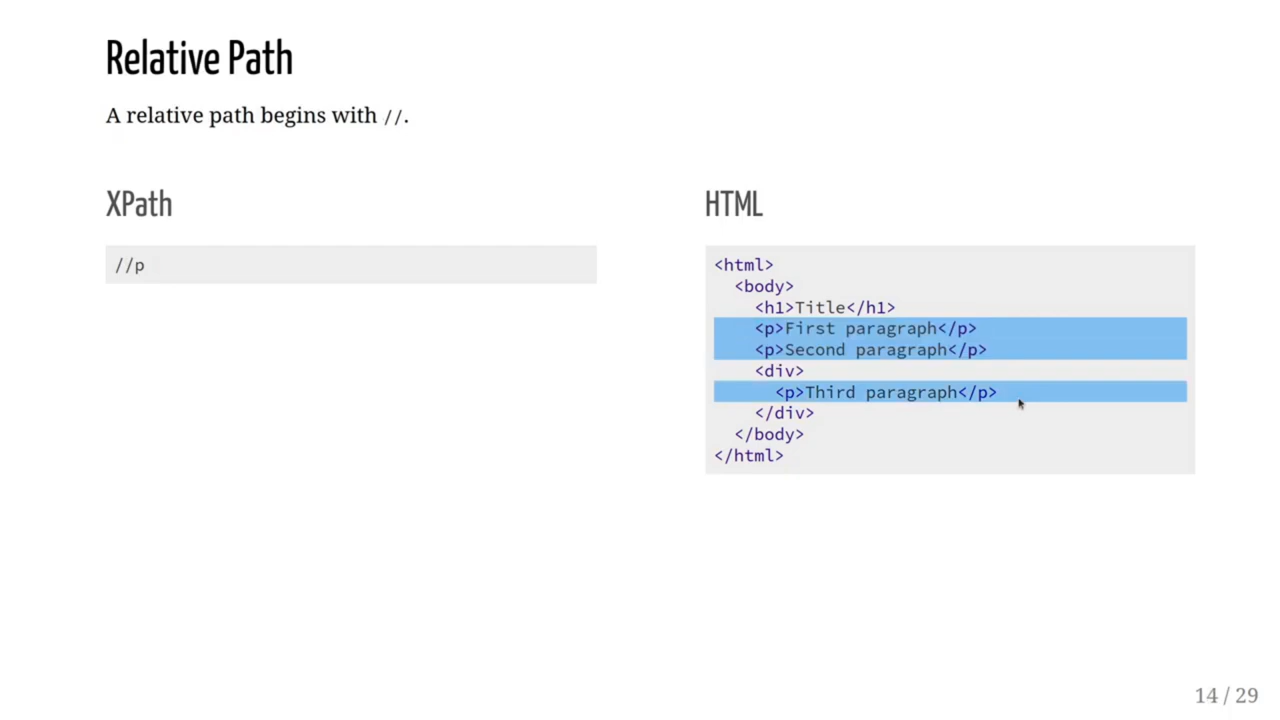 Relative Path
A relative path begins with //.
XPath
//p
HTML
<html>
  <body>
    <h1>Title</h1>
    <p>First paragraph</p>
    <p>Second paragraph</p>
    <div>
      <p>Third paragraph</p>
    </div>
  </body>
</html>
14 / 29